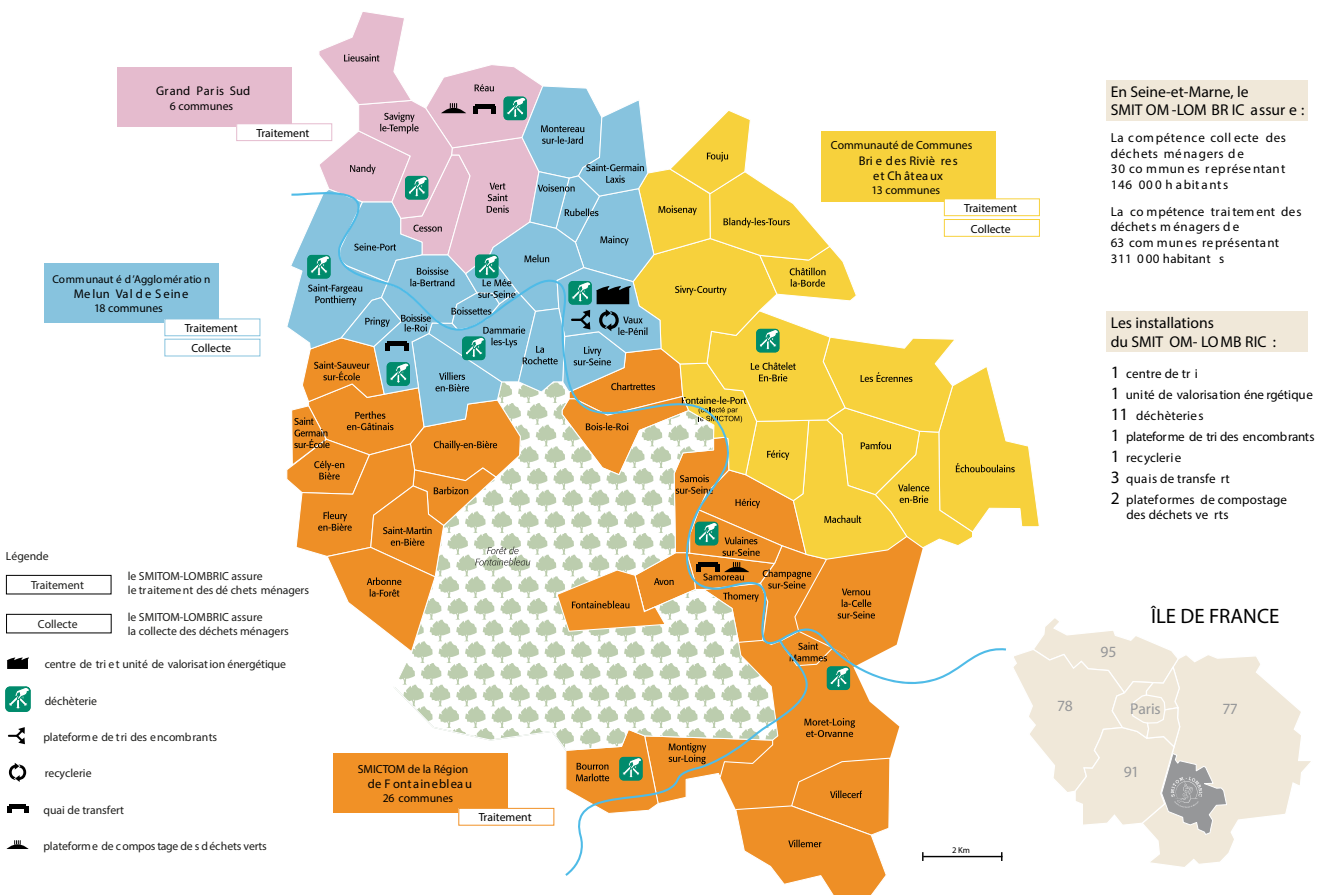 Lieusaint
Grand Paris Sud
6 communes
Traitement
Réau
Savigny
le-Temple
Nandy
Vert
Saint
Denis
Cesson
Montereau
sur-le-Jard
Saint-Germain
Laxis
Voisenon
Rubelles
Maincy
Melun
Seine-Port
Boissise
la-Bertrand
Le Mée
sur-Seine
Saint-Fargeau
Ponthierry
Pringy
Boissise
le-Roi
Boissettes
Dammarie
les-Lys
Vaux
le-Pénil
La
Rochette
Livry
sur-Seine
Villiers
en-Bière
Communauté d'Agglomération
Melun Val de Seine
18 communes
Traitement
Collecte
Communauté de Communes
Brie des Rivières
et Châteaux
13 communes
Traitement
Collecte
Fouju
Moisenay
Blandy-les-Tours
Châtillon
la-Borde
Sivry-Courtry
Le Châtelet
En-Brie
Les Écrennes
Fontaine-le-Port
(collecté par
le SMICTOM)
Féricy
Pamfou
Échouboulains
Valence
en-Brie
Machault
Saint-Sauveur
sur-École
Perthes
en-Gâtinais
Saint
Germain
sur-École
Chailly-en-Bière
Cély-en
Bière
Barbizon
Fleury
en-Bière
Saint-Martin
en-Bière
Arbonne
la-Forêt
Chartrettes
Bois-le-Roi
Samois
sur-Seine
Héricy
Vulaines
sur-Seine
Samoreau
Champagne
sur-Seine
Avon
Thomery
Fontainebleau
Forêt de
Fontainebleau
Vernou
la-Celle
sur-Seine
Saint
Mammes
Moret-Loing
et-Orvanne
Montigny
sur-Loing
Bourron
Marlotte
Villecerf
Villemer
SMICTOM de la Région
de Fontainebleau
26 communes
Traitement
2 Km
Légende
Traitement
le SMITOM-LOMBRIC assure
le traitement des déchets ménagers
Collecte
le SMITOM-LOMBRIC assure
la collecte des déchets ménagers
centre de tri et unité de valorisation énergétique
déchèterie
plateforme de tri des encombrants
recyclerie
quai de transfert
plateforme de compostage des déchets verts
En Seine-et-Marne, le
SMITOM-LOMBRIC assure :
La compétence collecte des
déchets ménagers de
30 communes représentant
146 000 habitants
La compétence traitement des
déchets ménagers de
63 communes représentant
311 000 habitants
Les installations
du SMITOM-LOMBRIC :
1 centre de tri
1 unité de valorisation énergétique
11 déchèteries
1 plateforme de tri des encombrants
1 recyclerie
3 quais de transfert
2 plateformes de compostage
des déchets verts
ÎLE DE FRANCE
95
78
Paris
77
91
SMITOM-LOMBRIC